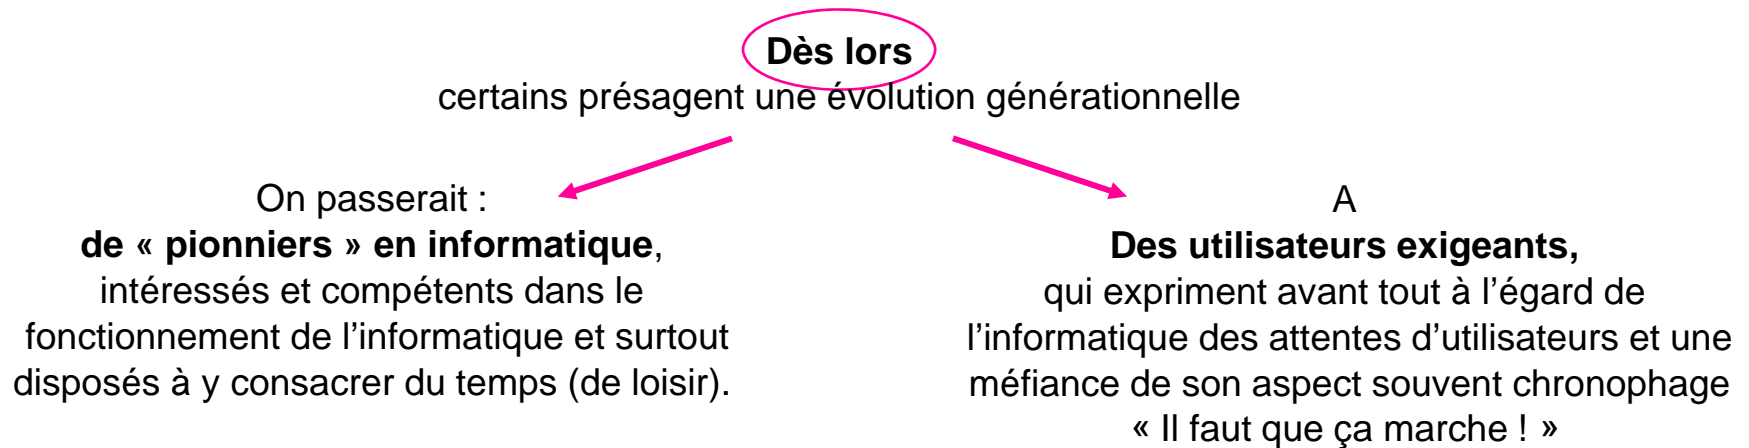 Dès lors
certains présagent une évolution générationnelle
On passerait :
de « pionniers » en informatique,
intéressés et compétents dans le
fonctionnement de l’informatique et surtout
disposés à y consacrer du temps (de loisir).
A
Des utilisateurs exigeants,
qui expriment avant tout à l’égard de
l’informatique des attentes d’utilisateurs et une
méfiance de son aspect souvent chronophage
« Il faut que ça marche ! »